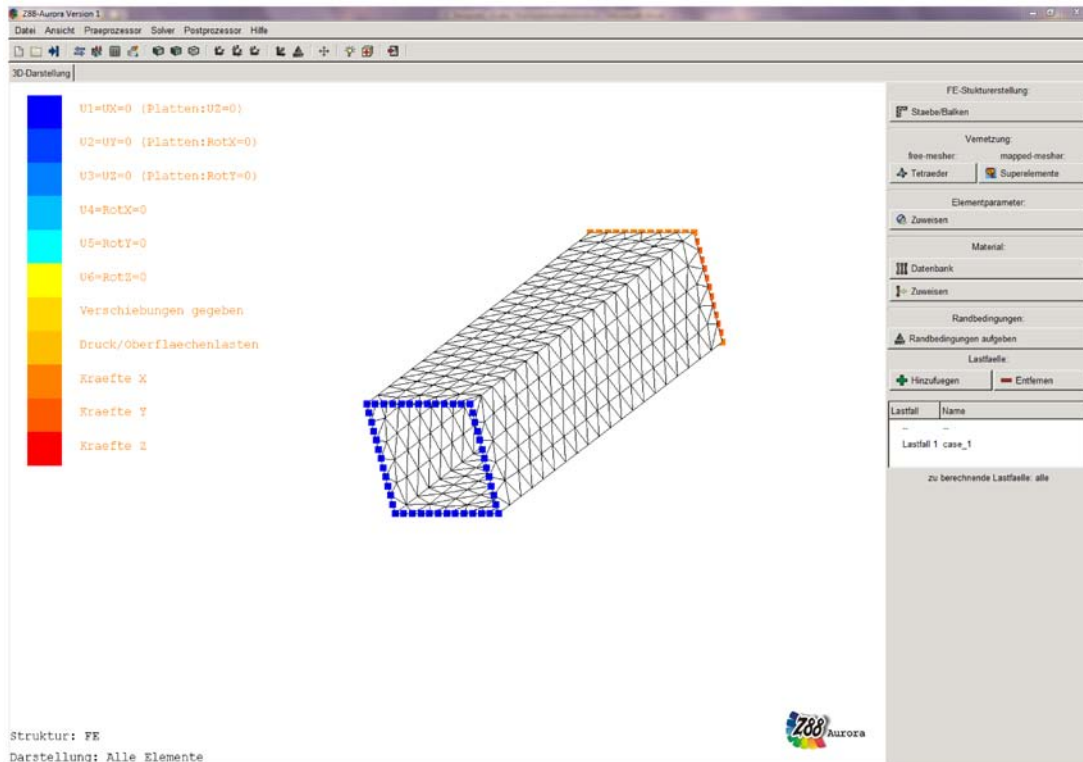 Z88-Aurora Version 1
Datei Ansicht Praeprozessor Solver Postprozessor Hilfe
3D-Darstellung
U1=UX=0 (Platten:UZ=0)
U2=UY=0 (Platten:RotX=0)
U3=UZ=0 (Platten:RotY=0)
U4=RotX=0
U5=RotY=0
U6=RotZ=0
Verschiebungen gegeben
Druck/Oberflaechenlasten
Kraefte X
Kraefte Y
Kraefte Z
Struktur: FE
Darstellung: Alle Elemente
Z88 Aurora
FE-Stukturerstellung:
Staebe/Balken
Vernetzung:
free-mesher: mapped-mesher:
Tetraeder Superelemente
Elementparameter:
Zuweisen
Material:
Datenbank
Zuweisen
Randbedingungen:
Randbedingungen aufgeben
Lastfaelle:
Hinzufuegen Entfernen
Lastfall Name
-- --
Lastfall 1 case_1
zu berechnende Lastfaelle: alle